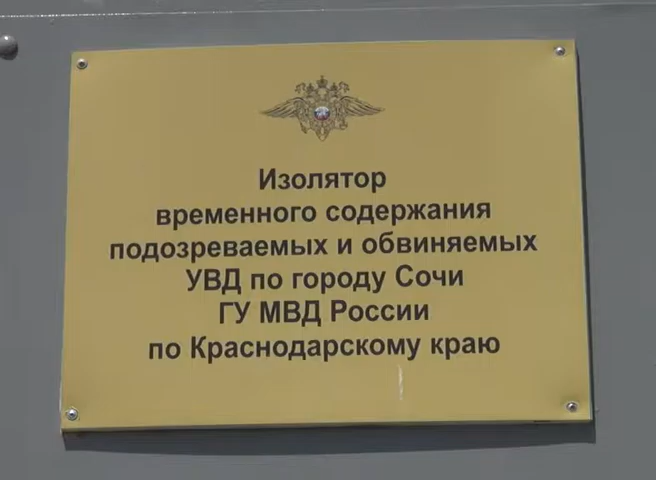 Изолятор
временного содержания
подозреваемых и обвиняемых
УВД по городу Сочи
ГУ МВД России
по Краснодарскому краю